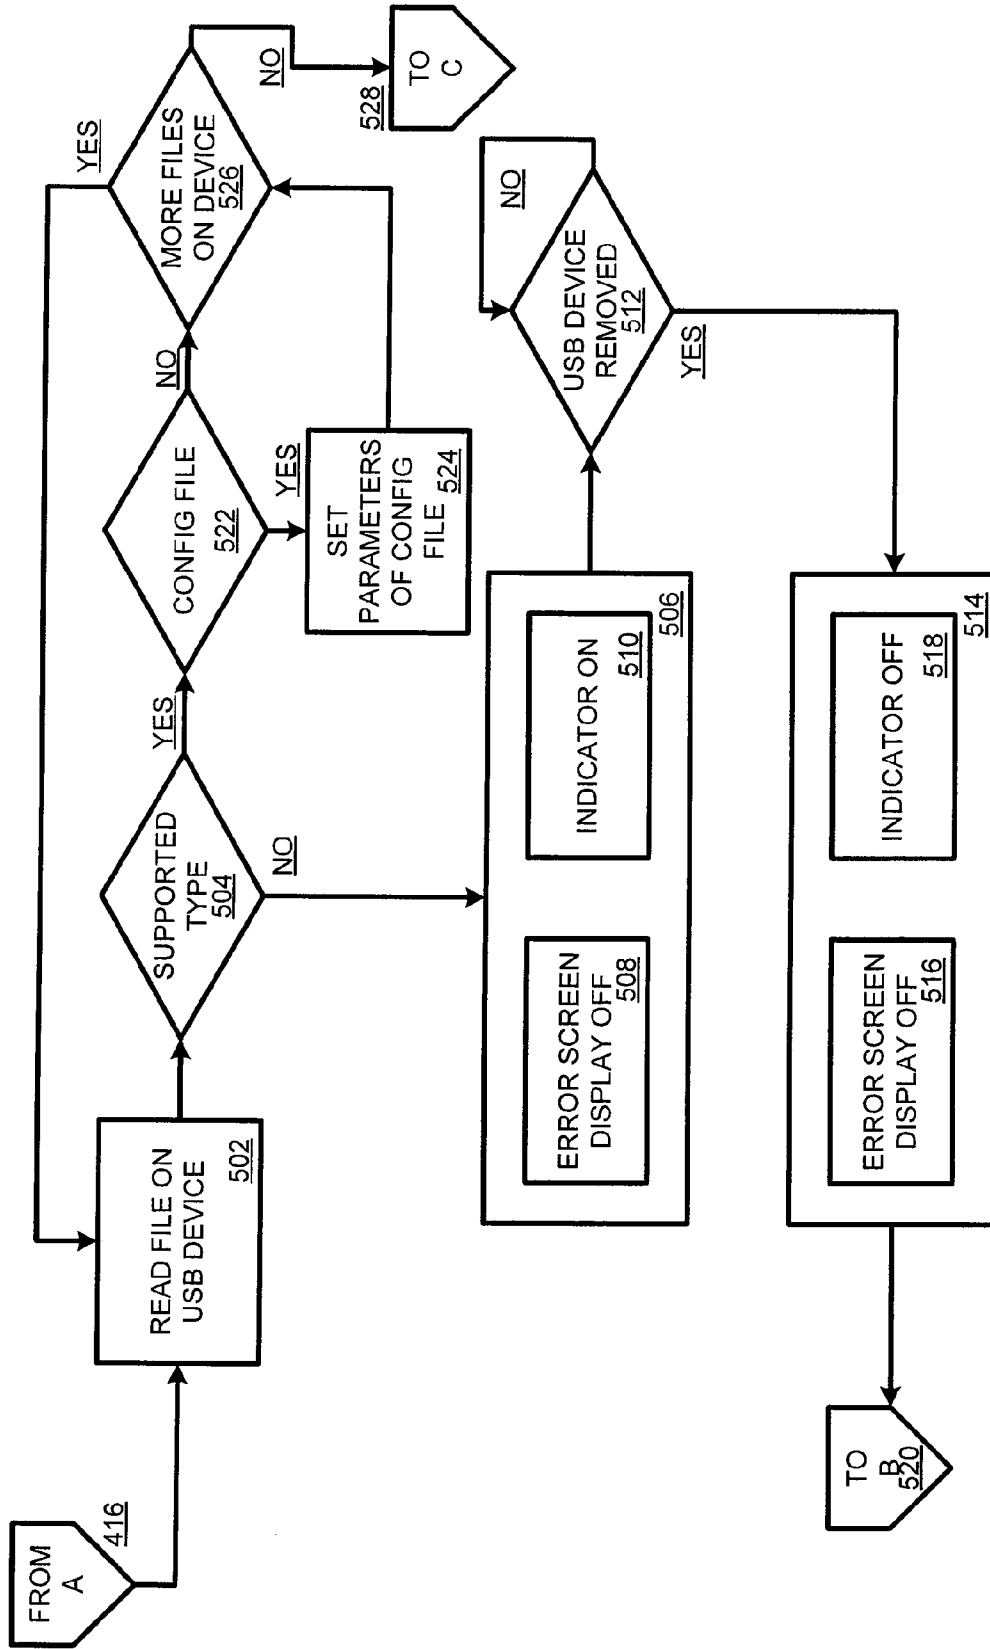 FROM
A
416
READ FILE ON
USB DEVICE
502
SUPPORTED
TYPE
504
YES
NO
CONFIG FILE
522
NO
YES
SET
PARAMETERS
OF CONFIG
FILE 524
MORE FILES
ON DEVICE
526
YES
NO
528
TO
C
ERROR SCREEN
DISPLAY OFF
508
INDICATOR ON
510
506
USB DEVICE
REMOVED
512
NO
YES
ERROR SCREEN
DISPLAY OFF
516
INDICATOR OFF
518
514
TO
B
520